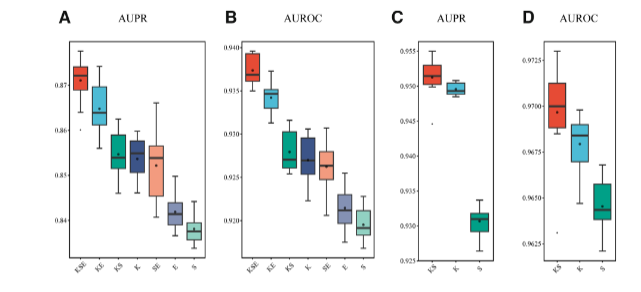 A AUPR
0.87
0.86
0.85
0.84
KSE KE KS K SE E S
B AUROC
0.940
0.935
0.930
0.925
0.920
KSE KE KS K SE E S
C AUPR
0.955
0.950
0.945
0.940
0.935
0.930
0.925
KS K S
D AUROC
0.9725
0.9700
0.9675
0.9650
0.9625
KS K S